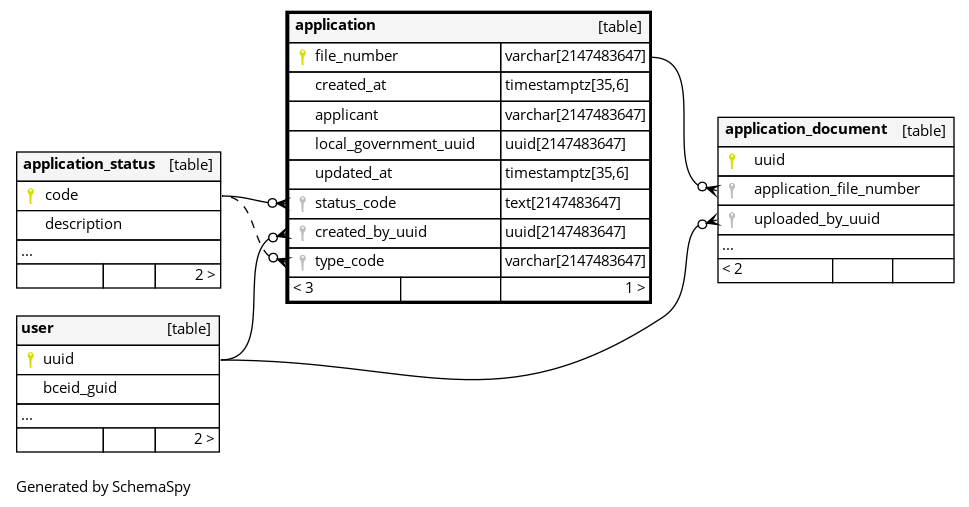 application [table]
file_number varchar[2147483647]
created_at timestamptz[35,6]
applicant varchar[2147483647]
local_government_uuid uuid[2147483647]
updated_at timestamptz[35,6]
status_code text[2147483647]
created_by_uuid uuid[2147483647]
type_code varchar[2147483647]
< 3 1 >
application_status [table]
code
description
...
2 >
user [table]
uuid
bceid_guid
...
2 >
application_document [table]
uuid
application_file_number
uploaded_by_uuid
...
< 2
Generated by SchemaSpy